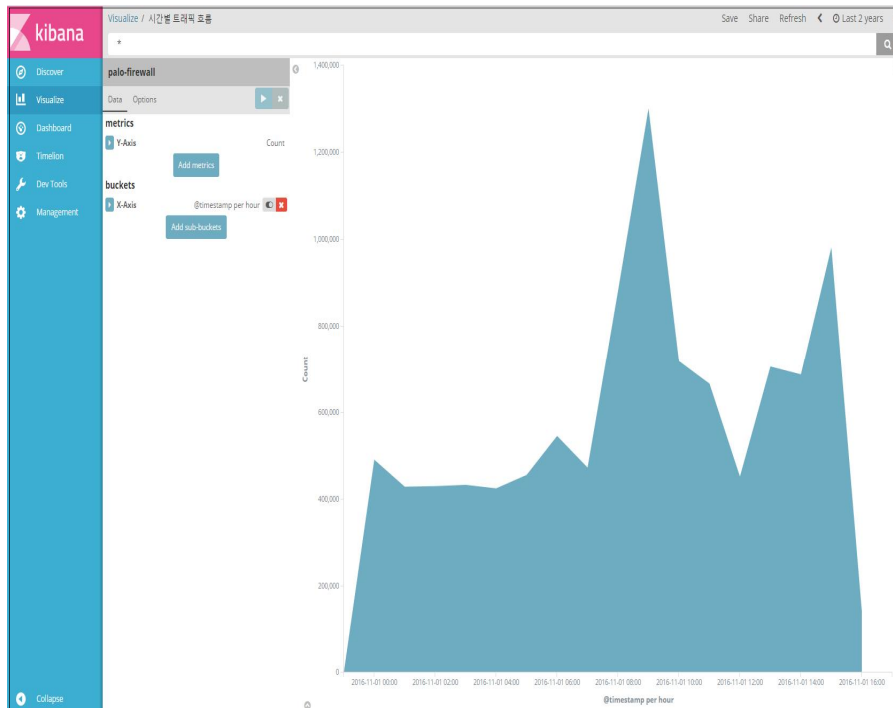 kibana
Visualize / 시간별 트래픽 흐름
Save Share Refresh Last 2 years
*
Discover
Visualize
Dashboard
Timelion
Dev Tools
Management
Collapse
palo-firewall
Data Options
metrics
Y-Axis Count
Add metrics
buckets
X-Axis @timestamp per hour
Add sub-buckets
1,400,000
1,200,000
1,000,000
800,000
600,000
400,000
200,000
0
Count
2016-11-01 00:00 2016-11-01 02:00 2016-11-01 04:00 2016-11-01 06:00 2016-11-01 08:00 2016-11-01 10:00 2016-11-01 12:00 2016-11-01 14:00 2016-11-01 16:00
@timestamp per hour